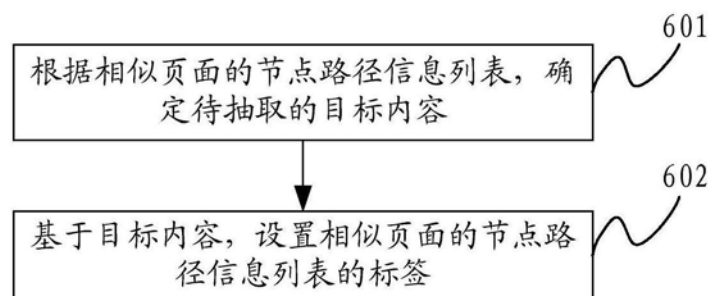 601
根据相似页面的节点路径信息列表，确
定待抽取的目标内容
602
基于目标内容，设置相似页面的节点路
径信息列表的标签